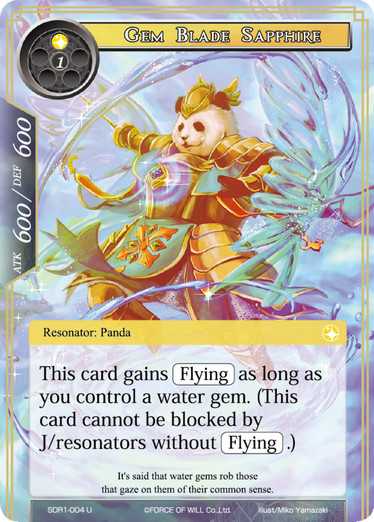 Gem Blade Sapphire
1
ATK 600 / DEF 600
Resonator: Panda
This card gains Flying as long as
you control a water gem. (This
card cannot be blocked by
J/resonators without Flying .)
It's said that water gems rob those
that gaze on them of their common sense.
SDR1-004 U ©FORCE OF WILL Co.,Ltd. Illust/Miko Yamazaki